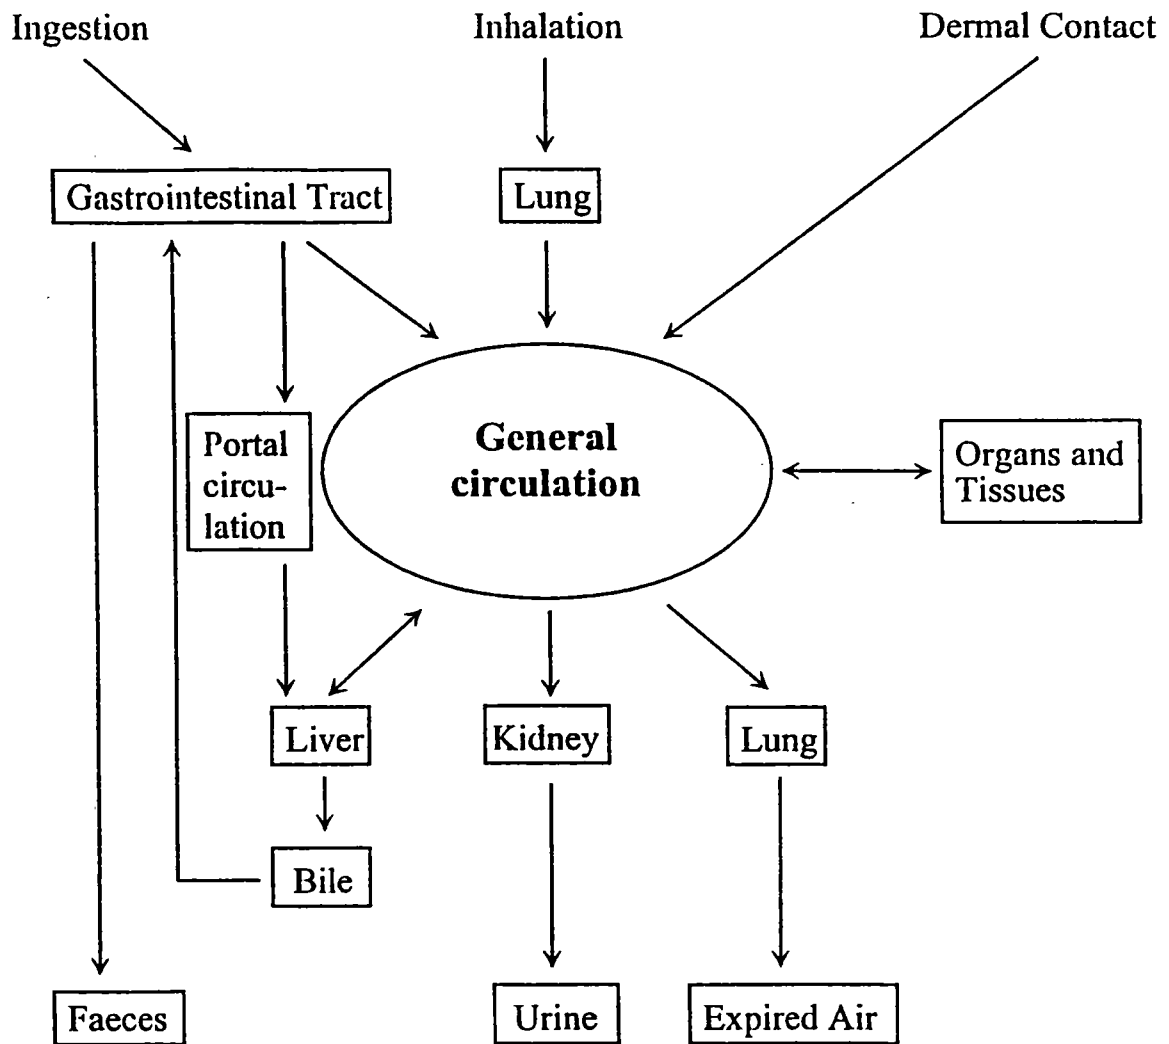 Ingestion
Inhalation
Dermal Contact
Gastrointestinal Tract
Lung
Portal
circu-
lation
General
circulation
Organs and
Tissues
Liver
Kidney
Lung
Bile
Faeces
Urine
Expired Air